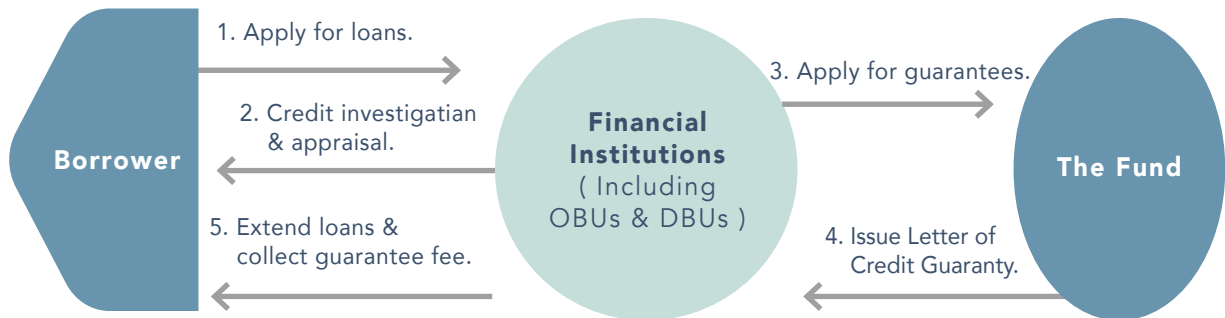 1. Apply for loans.
3. Apply for guarantees.
2. Credit investigatian
& appraisal.
Borrower
Financial
Institutions
( Including
OBUs & DBUs )
The Fund
5. Extend loans &
collect guarantee fee.
4. Issue Letter of
Credit Guaranty.